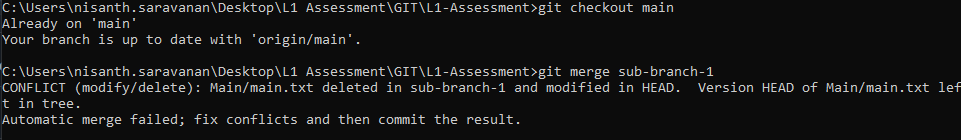 C:\Users\nisanth.saravanan\Desktop\L1 Assessment\GIT\L1-Assessment>git checkout main
Already on 'main'
Your branch is up to date with 'origin/main'.
C:\Users\nisanth.saravanan\Desktop\L1 Assessment\GIT\L1-Assessment>git merge sub-branch-1
CONFLICT (modify/delete): Main/main.txt deleted in sub-branch-1 and modified in HEAD.  Version HEAD of Main/main.txt lef
t in tree.
Automatic merge failed; fix conflicts and then commit the result.